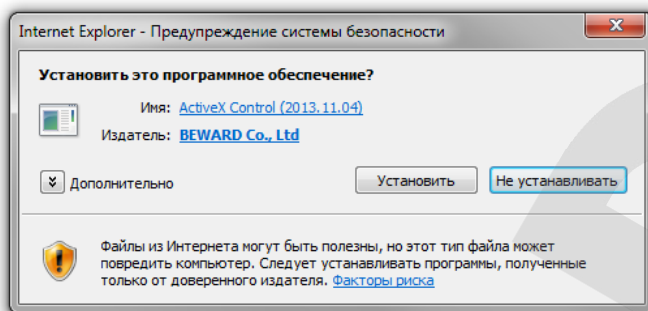 Internet Explorer - Предупреждение системы безопасности
Установить это программное обеспечение?
Имя: ActiveX Control (2013.11.04)
Издатель: BEWARD Co., Ltd
Дополнительно
Установить
Не устанавливать
Файлы из Интернета могут быть полезны, но этот тип файла может
повредить компьютер. Следует устанавливать программы, полученные
только от доверенного издателя. Факторы риска